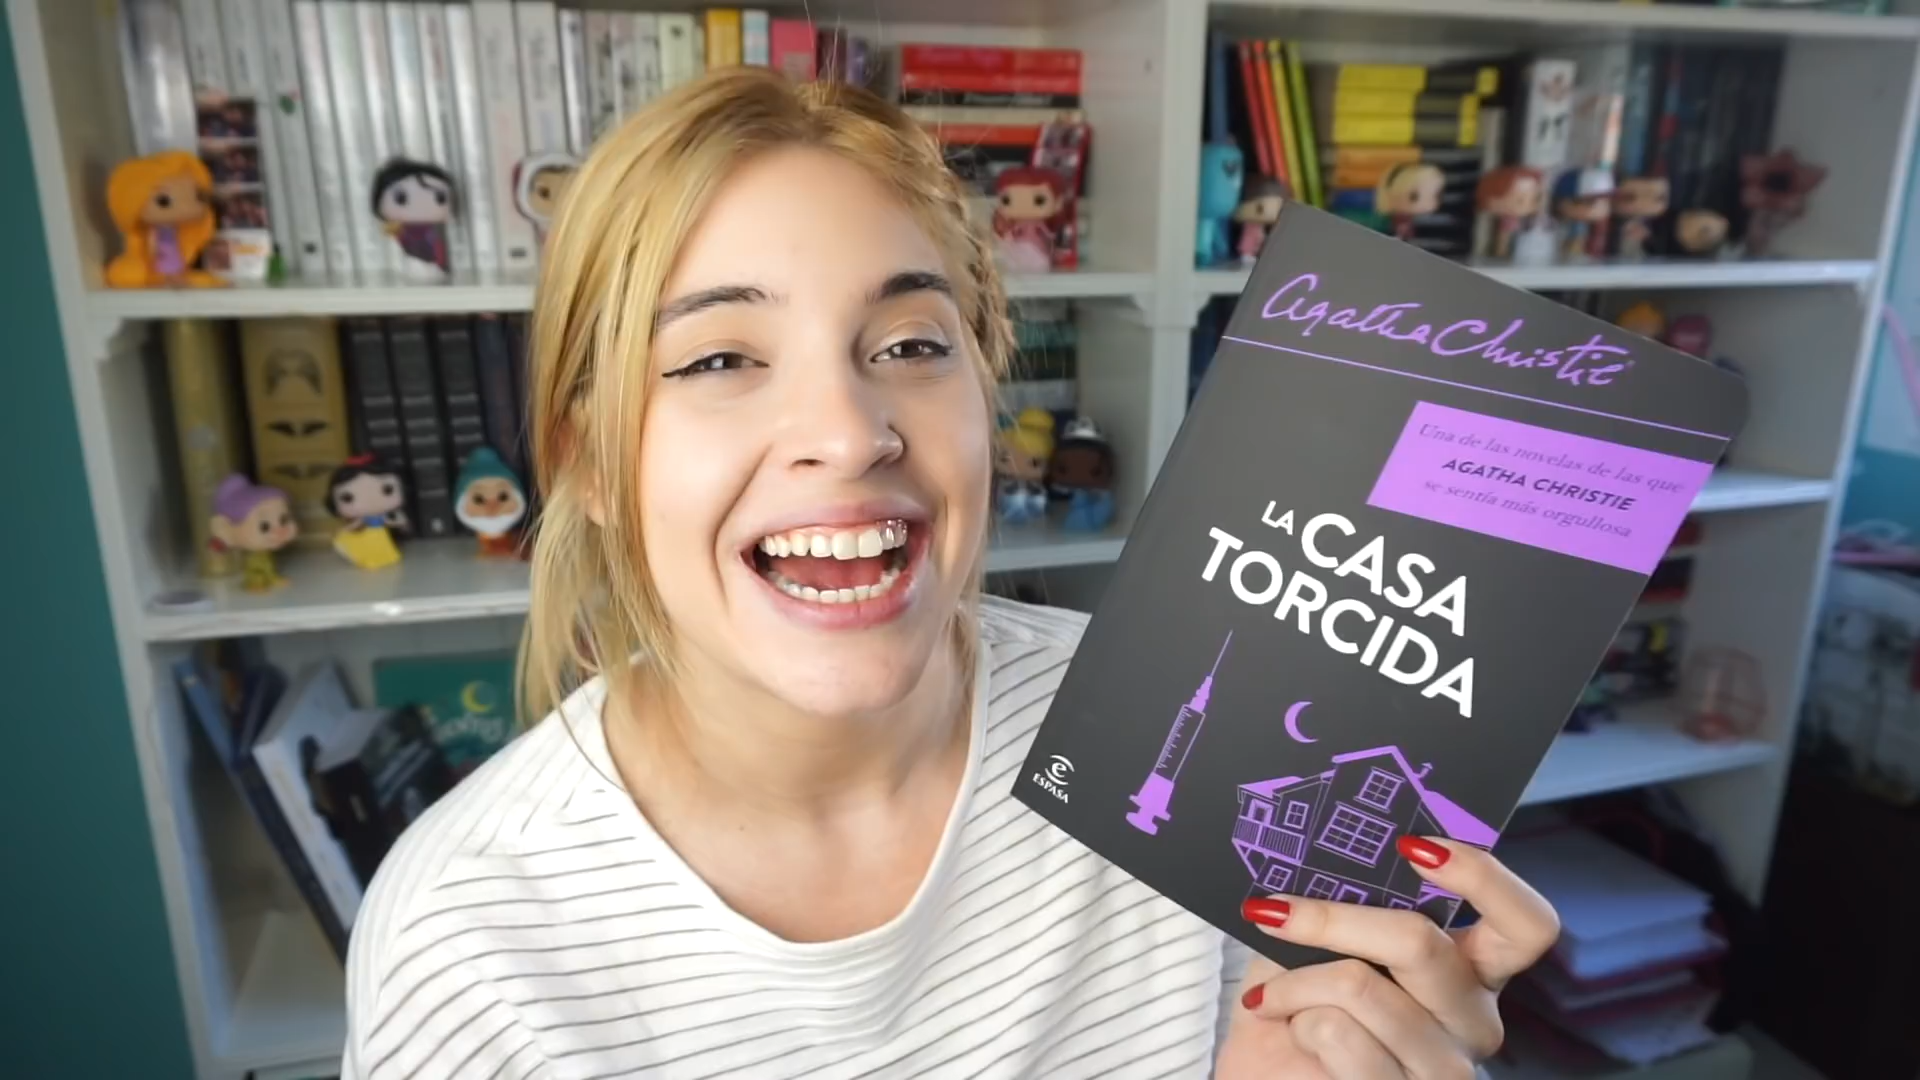 Agatha Christie
Una de las novelas de las que
AGATHA CHRISTIE
se sentía más orgullosa
LA CASA
TORCIDA
ESPASA